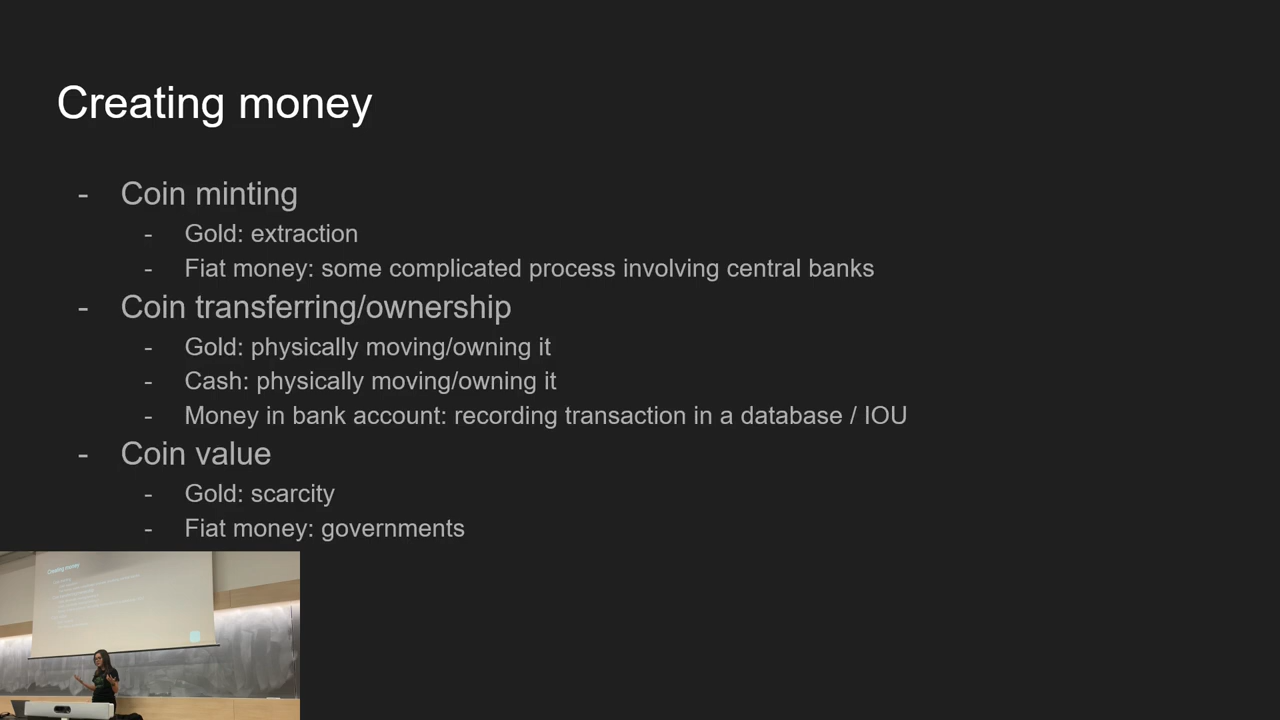 Creating money
- Coin minting
- Gold: extraction
- Fiat money: some complicated process involving central banks
- Coin transferring/ownership
- Gold: physically moving/owning it
- Cash: physically moving/owning it
- Money in bank account: recording transaction in a database / IOU
- Coin value
- Gold: scarcity
- Fiat money: governments
Creating money